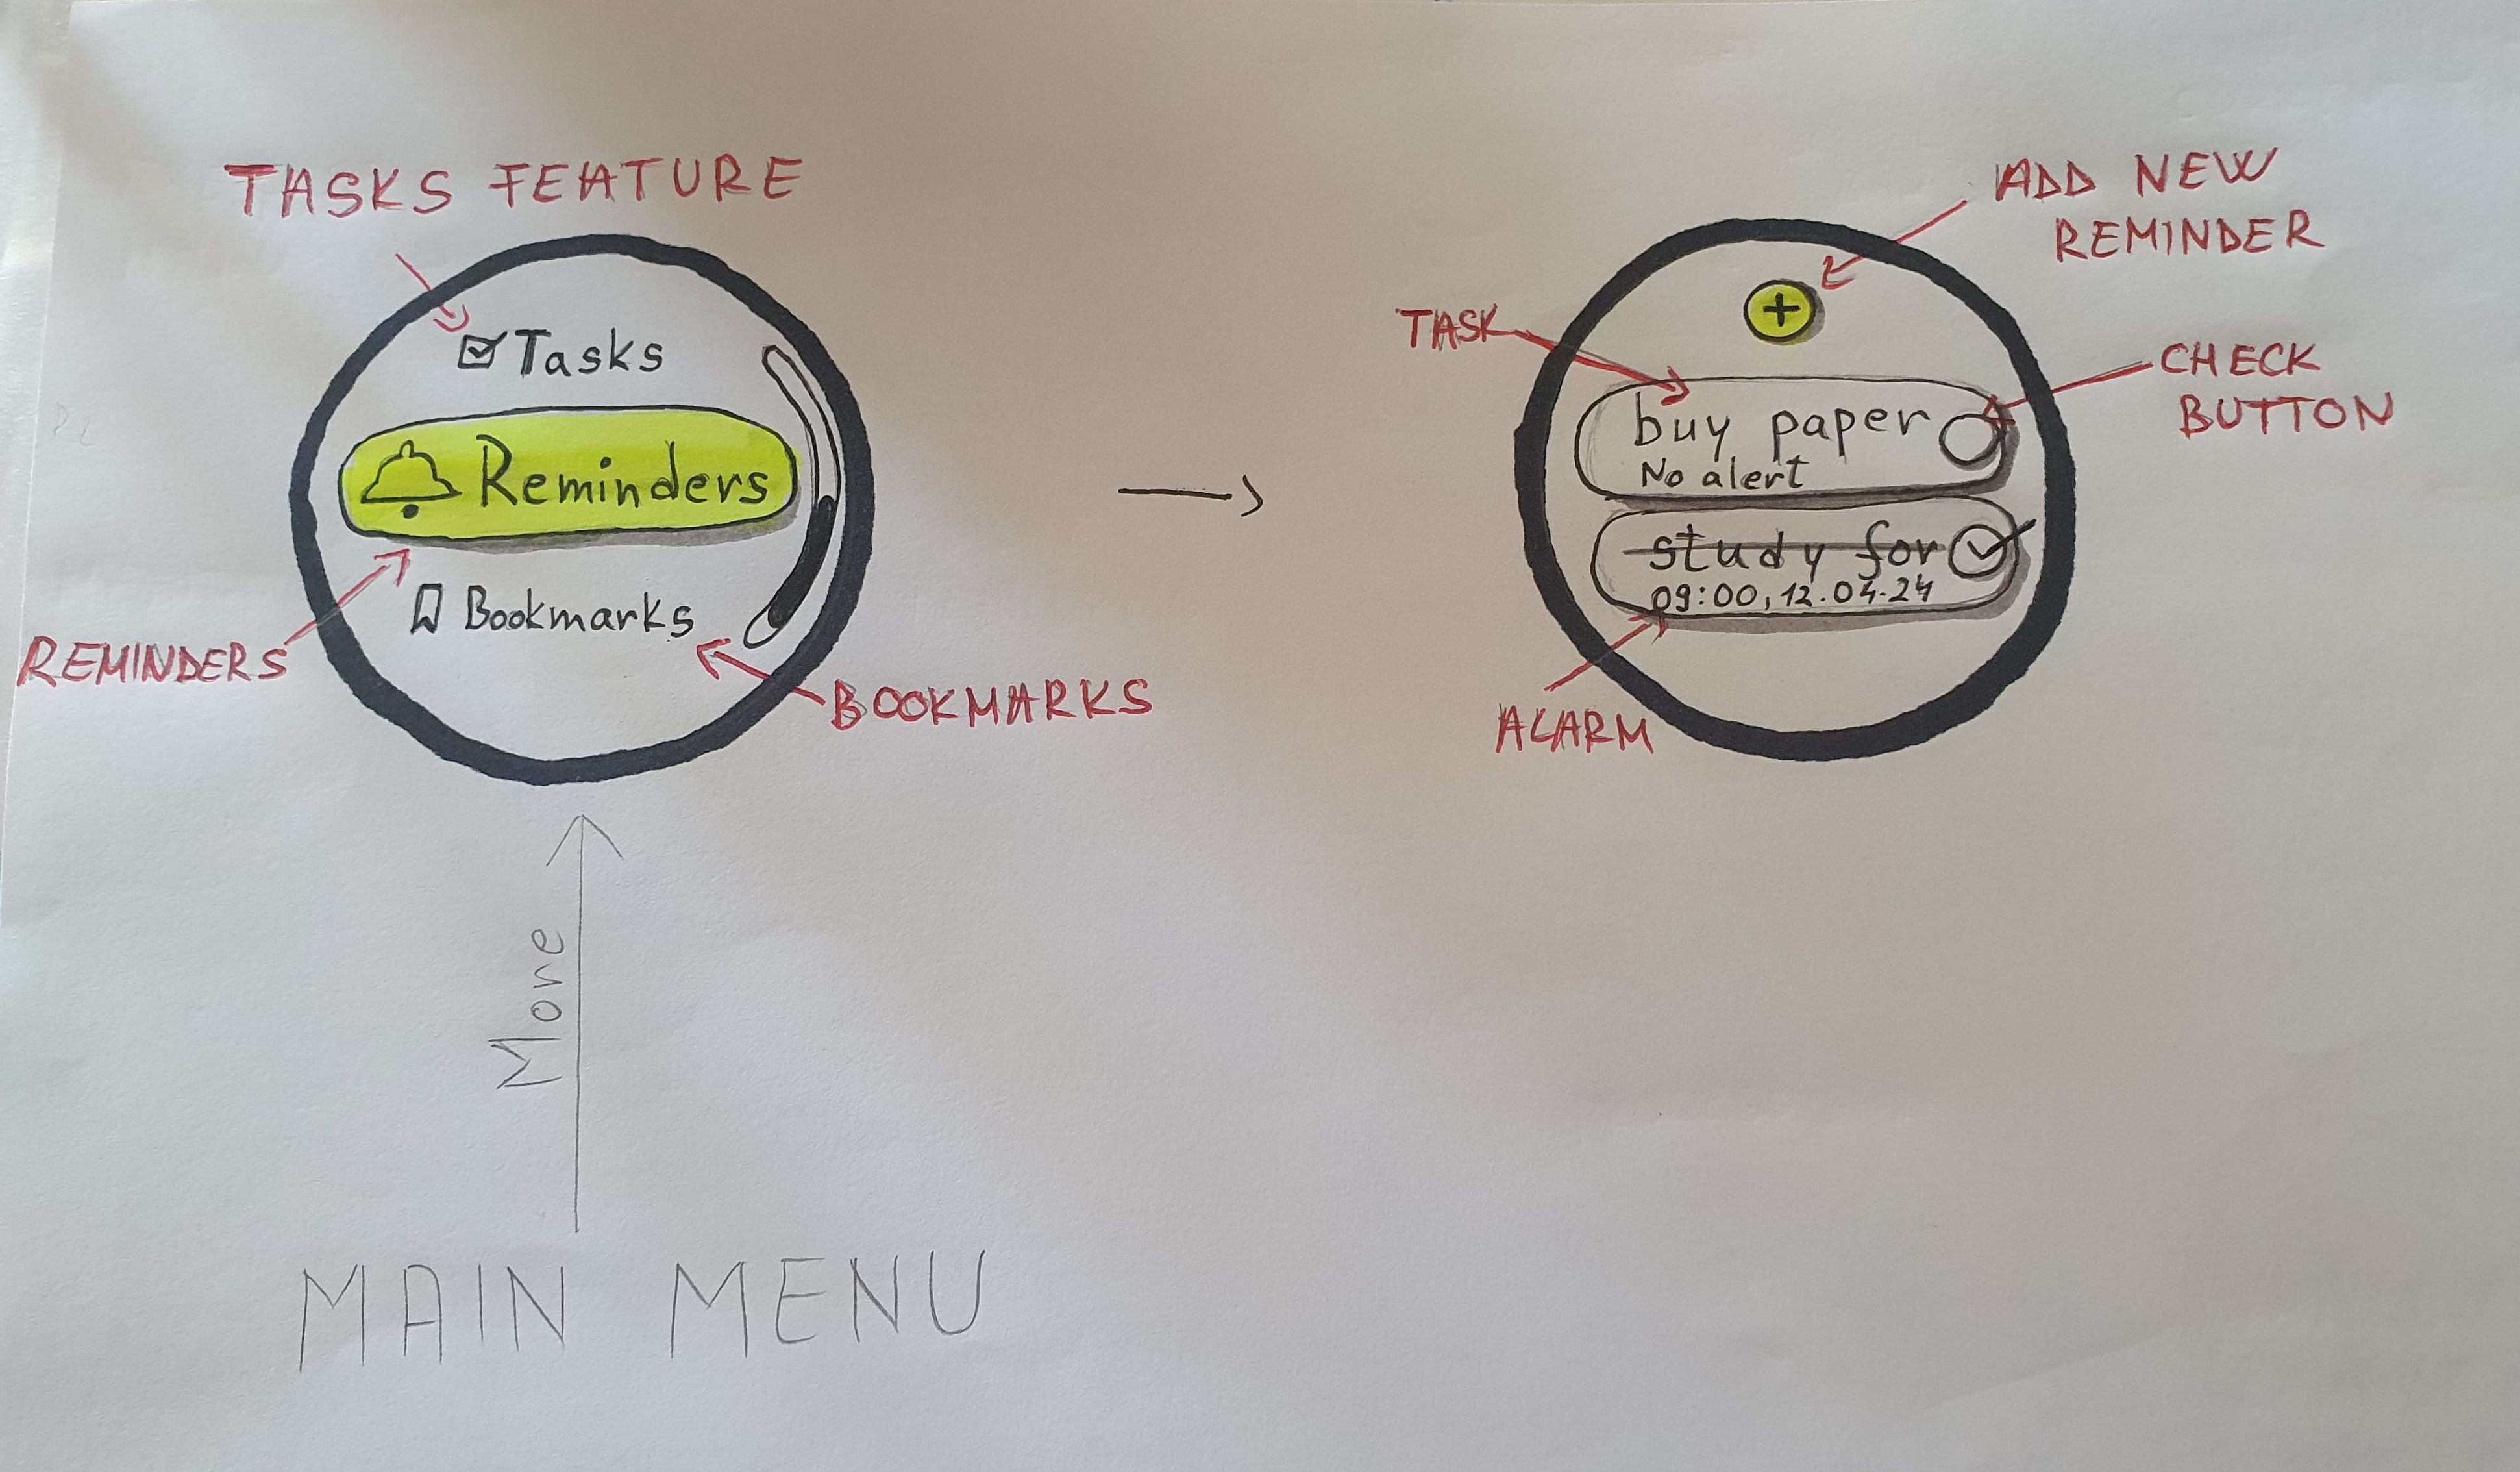 TASKS FEATURE
Tasks
Reminders
Bookmarks
REMINDERS
BOOKMARKS
More
MAIN MENU
ADD NEW
REMINDER
+
TASK
CHECK
BUTTON
buy paper
No alert
study for
09:00, 12.04.24
ALARM